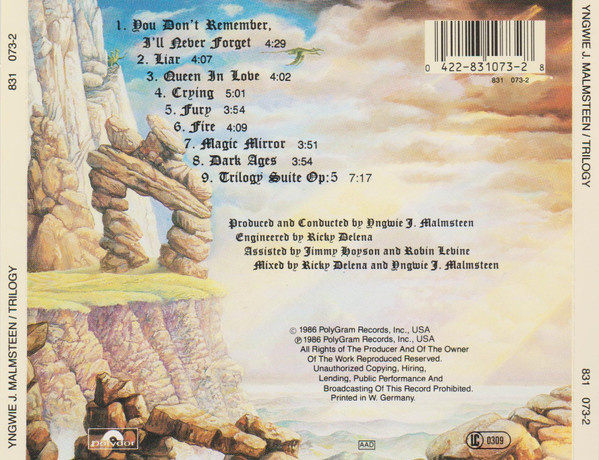 1. You Don't Remember,
I'll Never Forget 4:29
2. Liar 4:07
3. Queen In Love 4:02
4. Crying 5:01
5. Fury 3:54
6. Fire 4:09
7. Magic Mirror 3:51
8. Dark Ages 3:54
9. Trilogy Suite Op:5 7:17
0 422-831073-2 8
831 073-2
Produced and Conducted by Yngwie J. Malmsteen
Engineered by Ricky Delena
Assisted by Jimmy Hoyson and Robin Levine
Mixed by Ricky Delena and Yngwie J. Malmsteen
© 1986 PolyGram Records, Inc., USA
℗ 1986 PolyGram Records, Inc., USA
All Rights of The Producer And Of The Owner
Of The Work Reproduced Reserved.
Unauthorized Copying, Hiring,
Lending, Public Performance And
Broadcasting Of This Record Prohibited.
Printed in W. Germany.
polydor
AAD
LC 0309
831 073-2
YNGWIE J. MALMSTEEN / TRILOGY
YNGWIE J. MALMSTEEN / TRILOGY
831 073-2